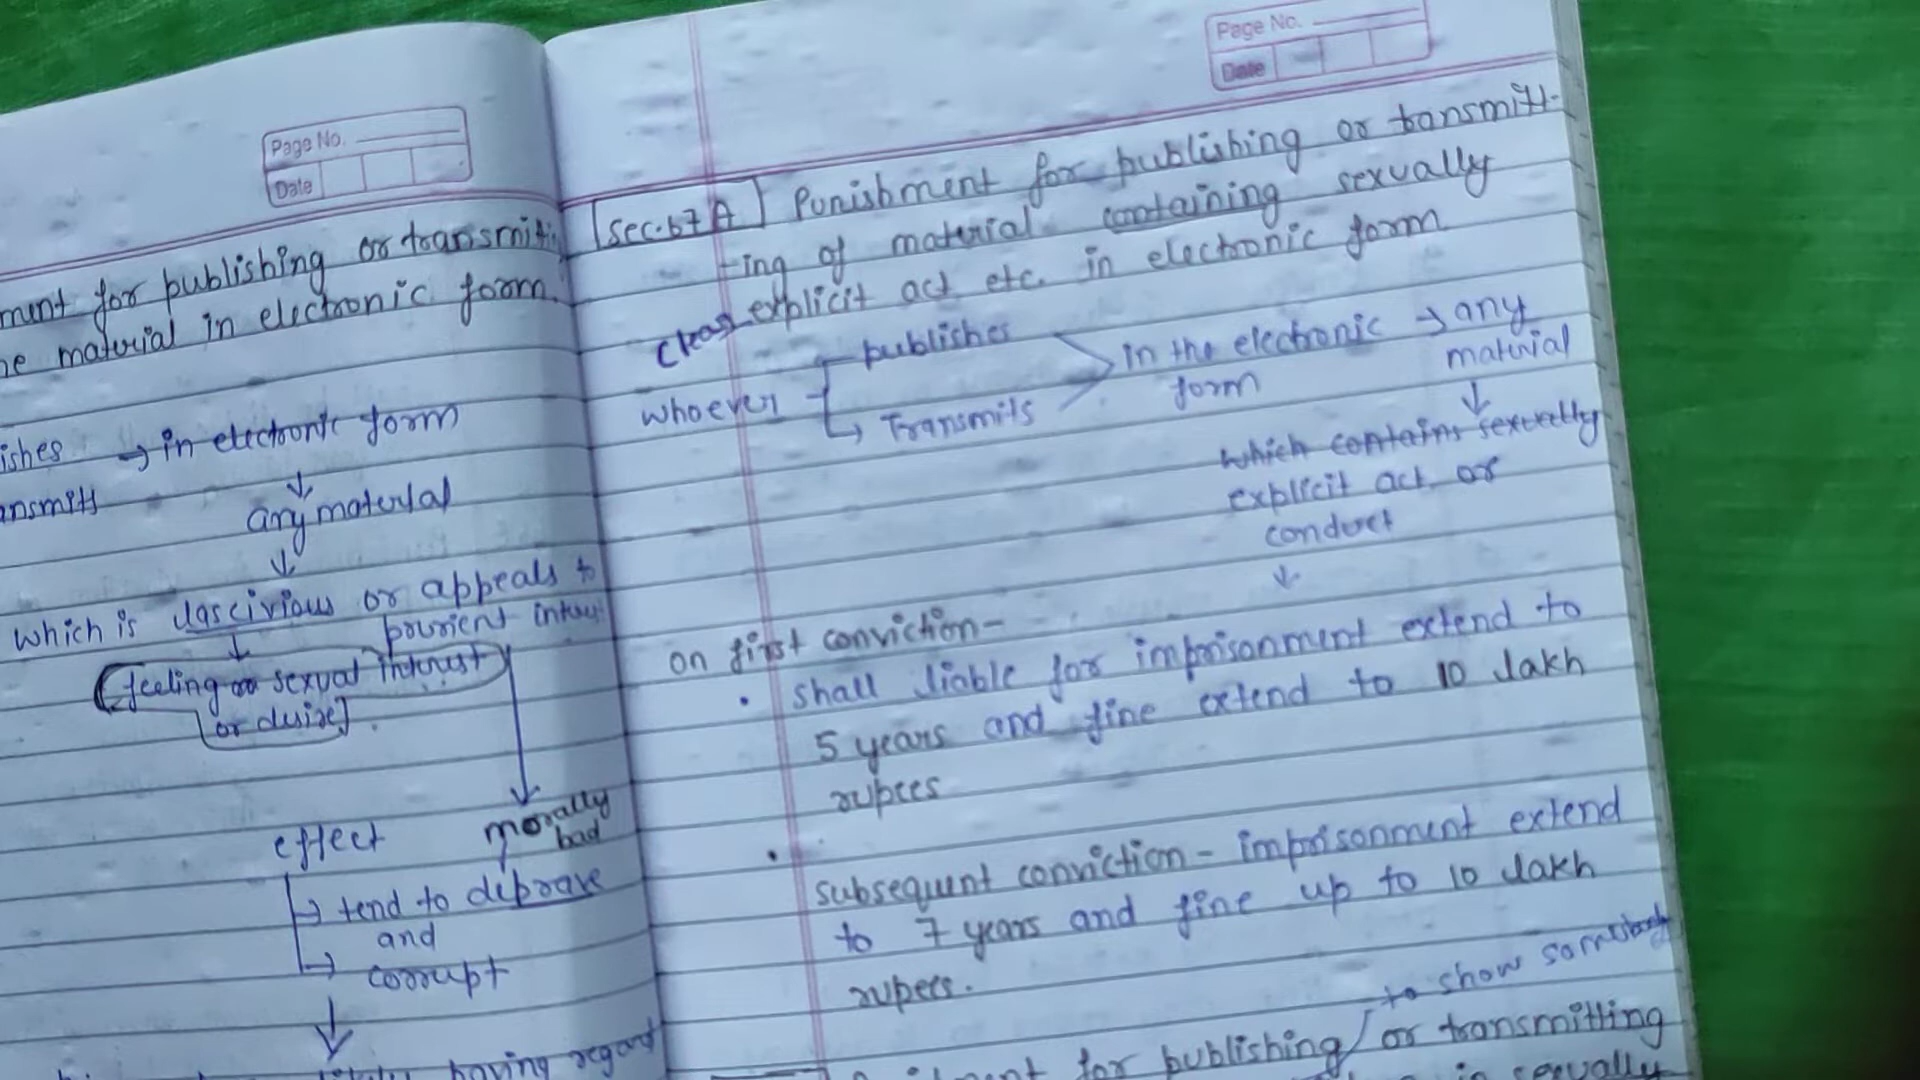 Page No.
Date
ment for publishing or transmitti
e material in electronic form.
ishes → in electronic form
ansmitt
any material
which is lascivious or appeals to
prurient
feeling or sexual interest
or desire].
effect
morally
bad
tend to deprave
and
corrupt
having regard
Page No.
Date
Sec.67A Punishment for publishing or transmitt-
-ing of material containing sexually
explicit act etc. in electronic form
whoever
publishes
Transmits
in the electronic → any
form
material
which contains sexually
explicit act or
conduct
on first conviction-
• shall liable for imprisonment extend to
5 years and fine extend to 10 lakh
rupees
•
subsequent conviction - imprisonment extend
to 7 years and fine up to 10 lakh
rupees.
to show
for publishing / or transmitting
in sexually